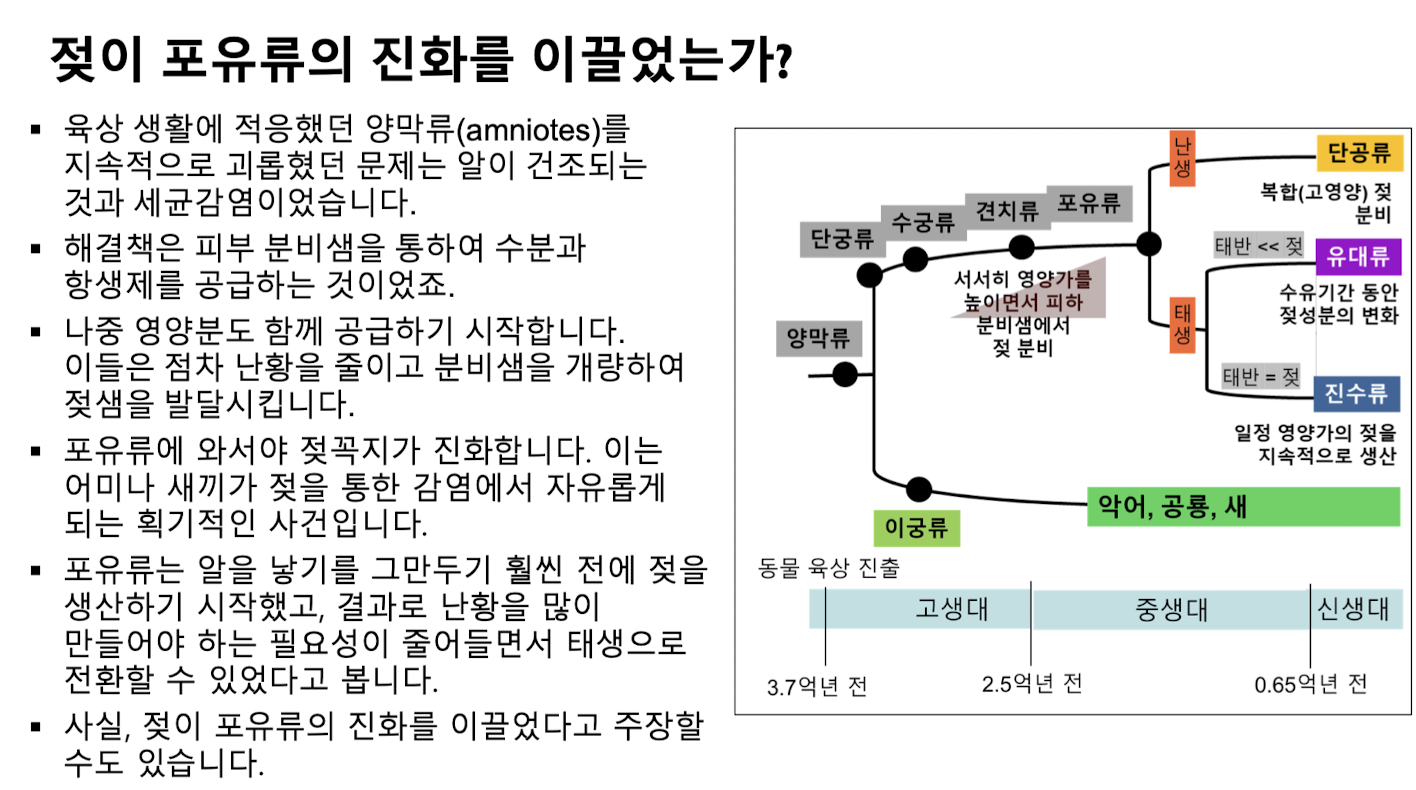 젖이 포유류의 진화를 이끌었는가?
▪ 육상 생활에 적응했던 양막류(amniotes)를
지속적으로 괴롭혔던 문제는 알이 건조되는
것과 세균감염이었습니다.
▪ 해결책은 피부 분비샘을 통하여 수분과
항생제를 공급하는 것이었죠.
▪ 나중 영양분도 함께 공급하기 시작합니다.
이들은 점차 난황을 줄이고 분비샘을 개량하여
젖샘을 발달시킵니다.
▪ 포유류에 와서야 젖꼭지가 진화합니다. 이는
어미나 새끼가 젖을 통한 감염에서 자유롭게
되는 획기적인 사건입니다.
▪ 포유류는 알을 낳기를 그만두기 훨씬 전에 젖을
생산하기 시작했고, 결과로 난황을 많이
만들어야 하는 필요성이 줄어들면서 태생으로
전환할 수 있었다고 봅니다.
▪ 사실, 젖이 포유류의 진화를 이끌었다고 주장할
수도 있습니다.
난
생
단공류
복합(고영양) 젖
분비
단궁류
수궁류
견치류
포유류
태반 << 젖
유대류
수유기간 동안
젖성분의 변화
서서히 영양가를
높이면서 피하
분비샘에서
젖 분비
태
생
양막류
태반 = 젖
진수류
일정 영양가의 젖을
지속적으로 생산
악어, 공룡, 새
이궁류
동물 육상 진출
고생대
중생대
신생대
3.7억년 전
2.5억년 전
0.65억년 전